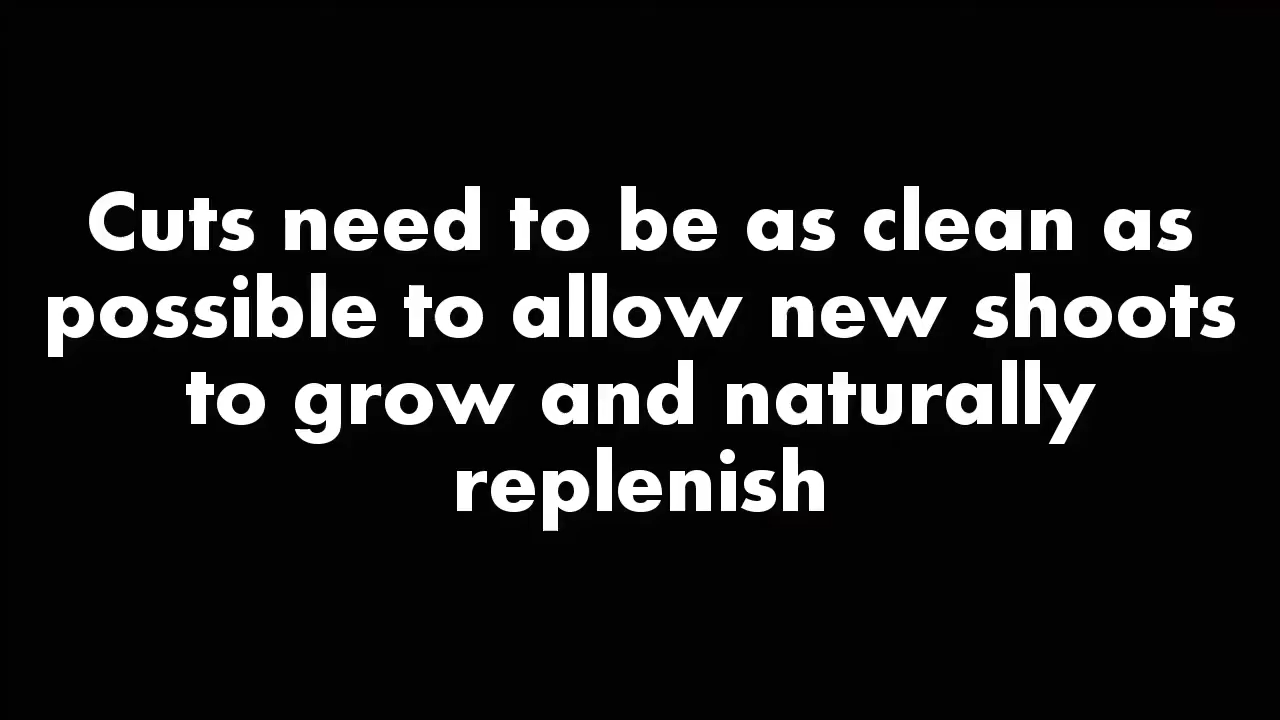 Cuts need to be as clean as
possible to allow new shoots
to grow and naturally
replenish